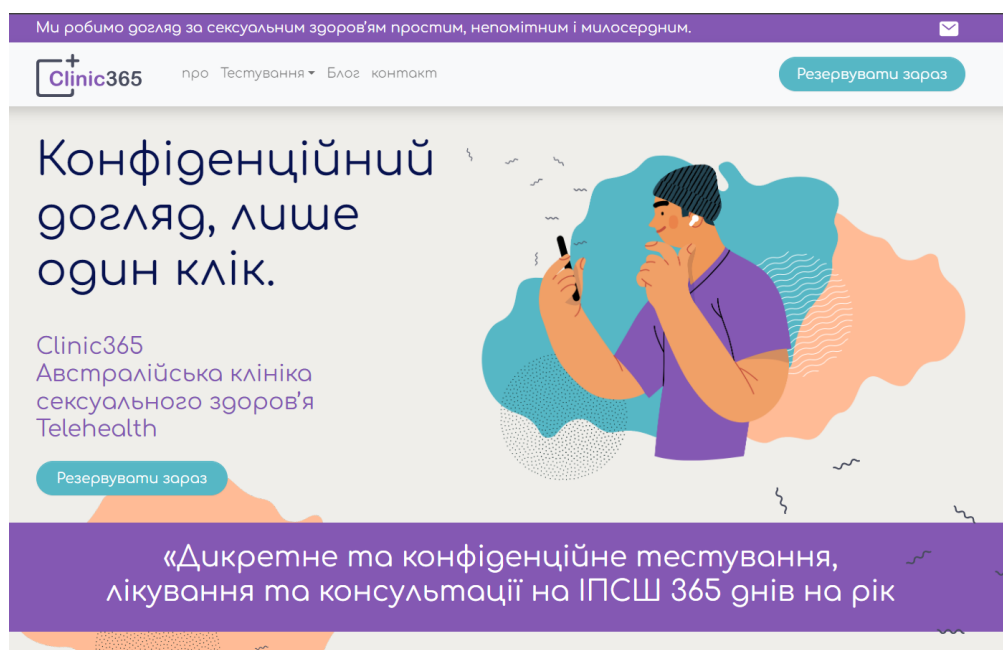 Ми робимо догляд за сексуальним здоров’ям простим, непомітним і милосердним.
Clinic365
про Тестування Блог контакт
Резервувати зараз
Конфіденційний
догляд, лише
один клік.
Clinic365
Австралійська клініка
сексуального здоров’я
Telehealth
Резервувати зараз
«Дикретне та конфіденційне тестування,
лікування та консультації на ІПСШ 365 днів на рік